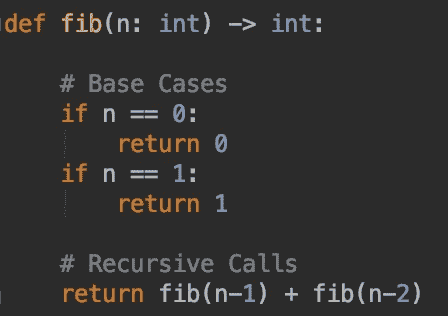 def fib(n: int) -> int:
# Base Cases
if n == 0:
return 0
if n == 1:
return 1
# Recursive Calls
return fib(n-1) + fib(n-2)